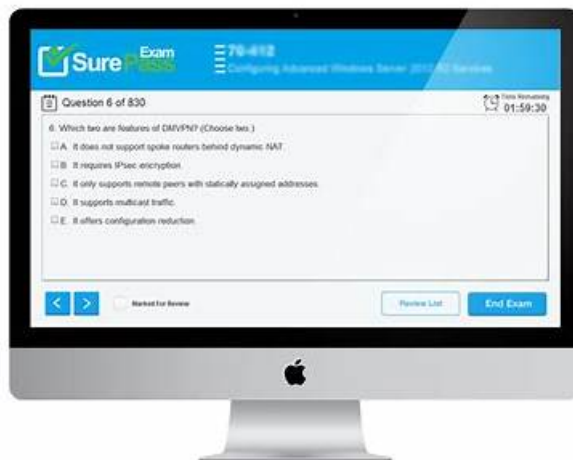 Exam
SurePass
70-412
Configuring Advanced Windows Server 2012 R2 Services
Question 6 of 830
Time Remaining
01:59:30
6. Which two are features of DMVPN? (Choose two.)
A. It does not support spoke routers behind dynamic NAT.
B. It requires IPsec encryption.
C. It only supports remote peers with statically assigned addresses.
D. It supports multicast traffic.
E. It offers configuration reduction.
< >
Marked For Review
Review List
End Exam